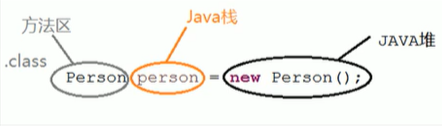 方法区
Java栈
JAVA堆
.class
Person person = new Person();